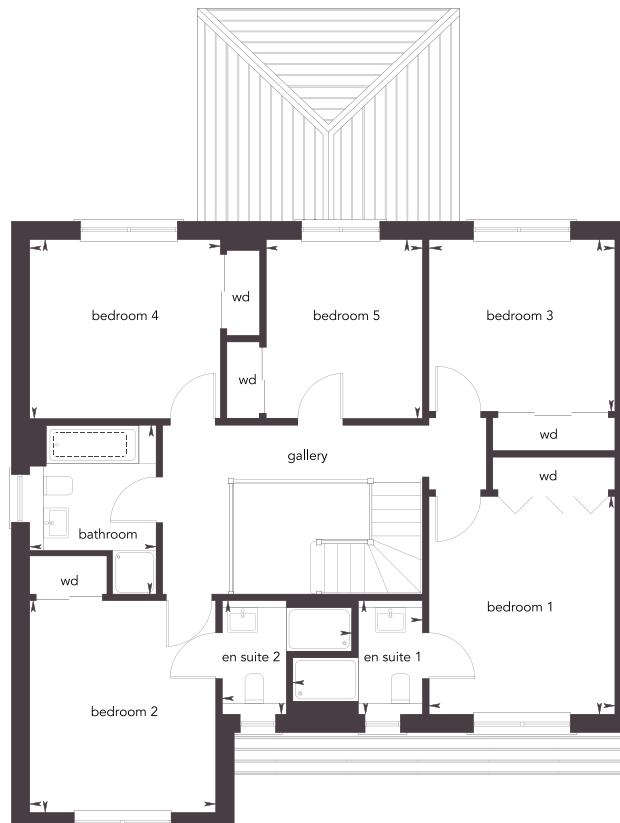 wd
bedroom 4
bedroom 5
bedroom 3
wd
wd
gallery
wd
bathroom
wd
bedroom 1
en suite 2
en suite 1
bedroom 2